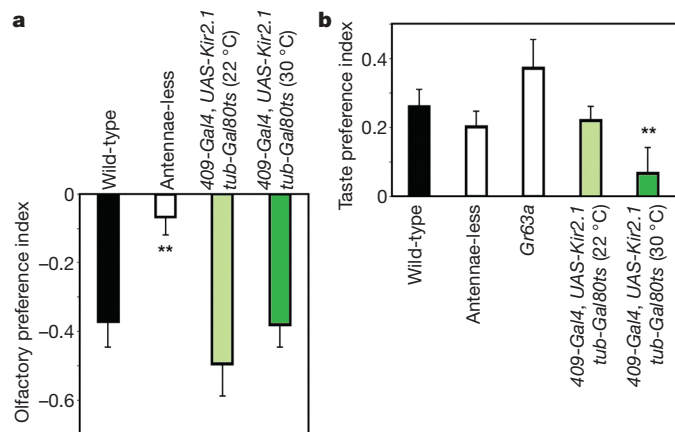 a
Olfactory preference index
0
−0.2
−0.4
−0.6
Wild-type
Antennae-less
409-Gal4, UAS-Kir2.1
tub-Gal80ts (22 °C)
409-Gal4, UAS-Kir2.1
tub-Gal80ts (30 °C)
**
b
Taste preference index
0.4
0.2
0
**
Wild-type
Antennae-less
Gr63a
409-Gal4, UAS-Kir2.1
tub-Gal80ts (22 °C)
409-Gal4, UAS-Kir2.1
tub-Gal80ts (30 °C)